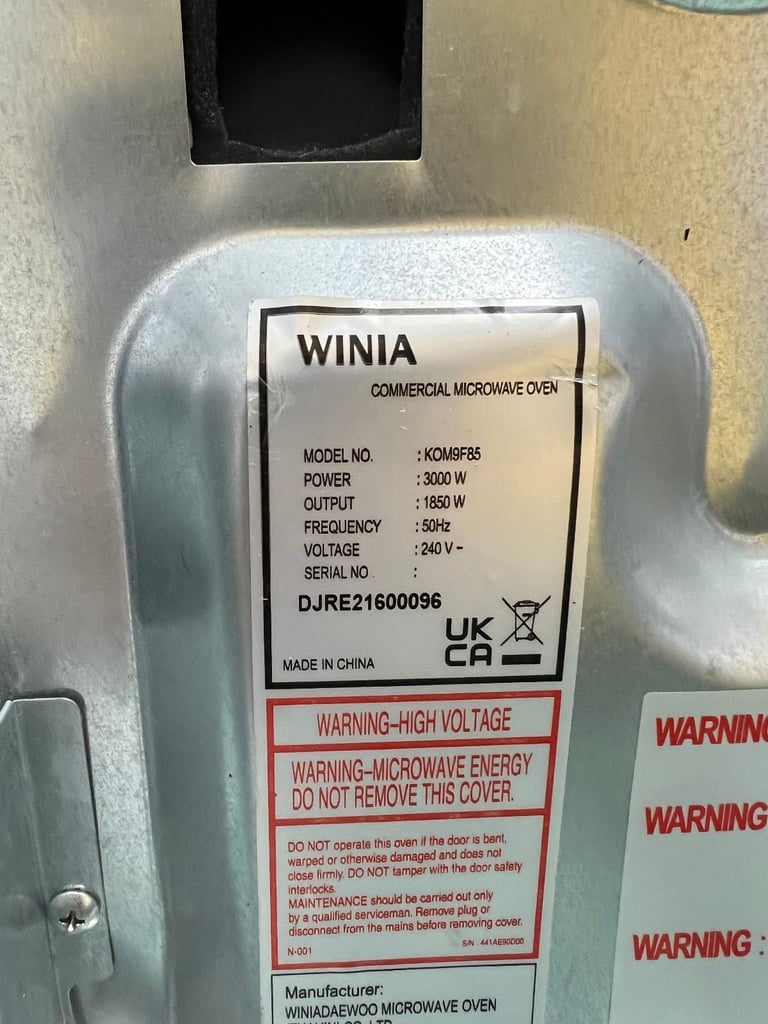 WINIA
COMMERCIAL MICROWAVE OVEN
MODEL NO. : KOM9F85
POWER : 3000 W
OUTPUT : 1850 W
FREQUENCY : 50Hz
VOLTAGE : 240 V ~
SERIAL NO :
DJRE21600096
UK
CA
MADE IN CHINA
WARNING-HIGH VOLTAGE
WARNING-MICROWAVE ENERGY
DO NOT REMOVE THIS COVER.
DO NOT operate this oven if the door is bent,
warped or otherwise damaged and does not
close firmly. DO NOT tamper with the door safety
interlocks.
MAINTENANCE should be carried out only
by a qualified serviceman. Remove plug or
disconnect from the mains before removing cover.
N-001 S/N : 441AE90D00
Manufacturer:
WINIADAEWOO MICROWAVE OVEN
WARNING
WARNING
WARNING :